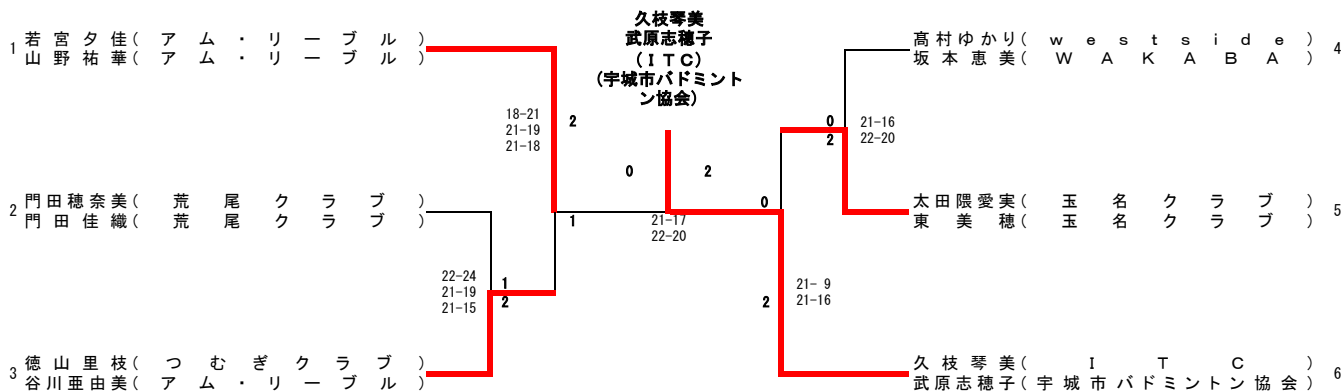 久枝琴美
武原志穂子
(ＩＴＣ)
(宇城市バドミント
ン協会)
1 若宮夕佳(アム・リーブル)
山野祐華(アム・リーブル)
18-21
21-19
21-18
2
2 門田穂奈美(荒尾クラブ)
門田佳織(荒尾クラブ)
1
22-24
21-19
21-15
1
2
3 徳山里枝(つむぎクラブ)
谷川亜由美(アム・リーブル)
0
2
21-17
22-20
髙村ゆかり(ｗｅｓｔｓｉｄｅ) 4
坂本恵美(ＷＡＫＡＢＡ)
0
2
21-16
22-20
太田隈愛実(玉名クラブ) 5
東美穂(玉名クラブ)
0
2
21- 9
21-16
久枝琴美(ＩＴＣ) 6
武原志穂子(宇城市バドミントン協会)